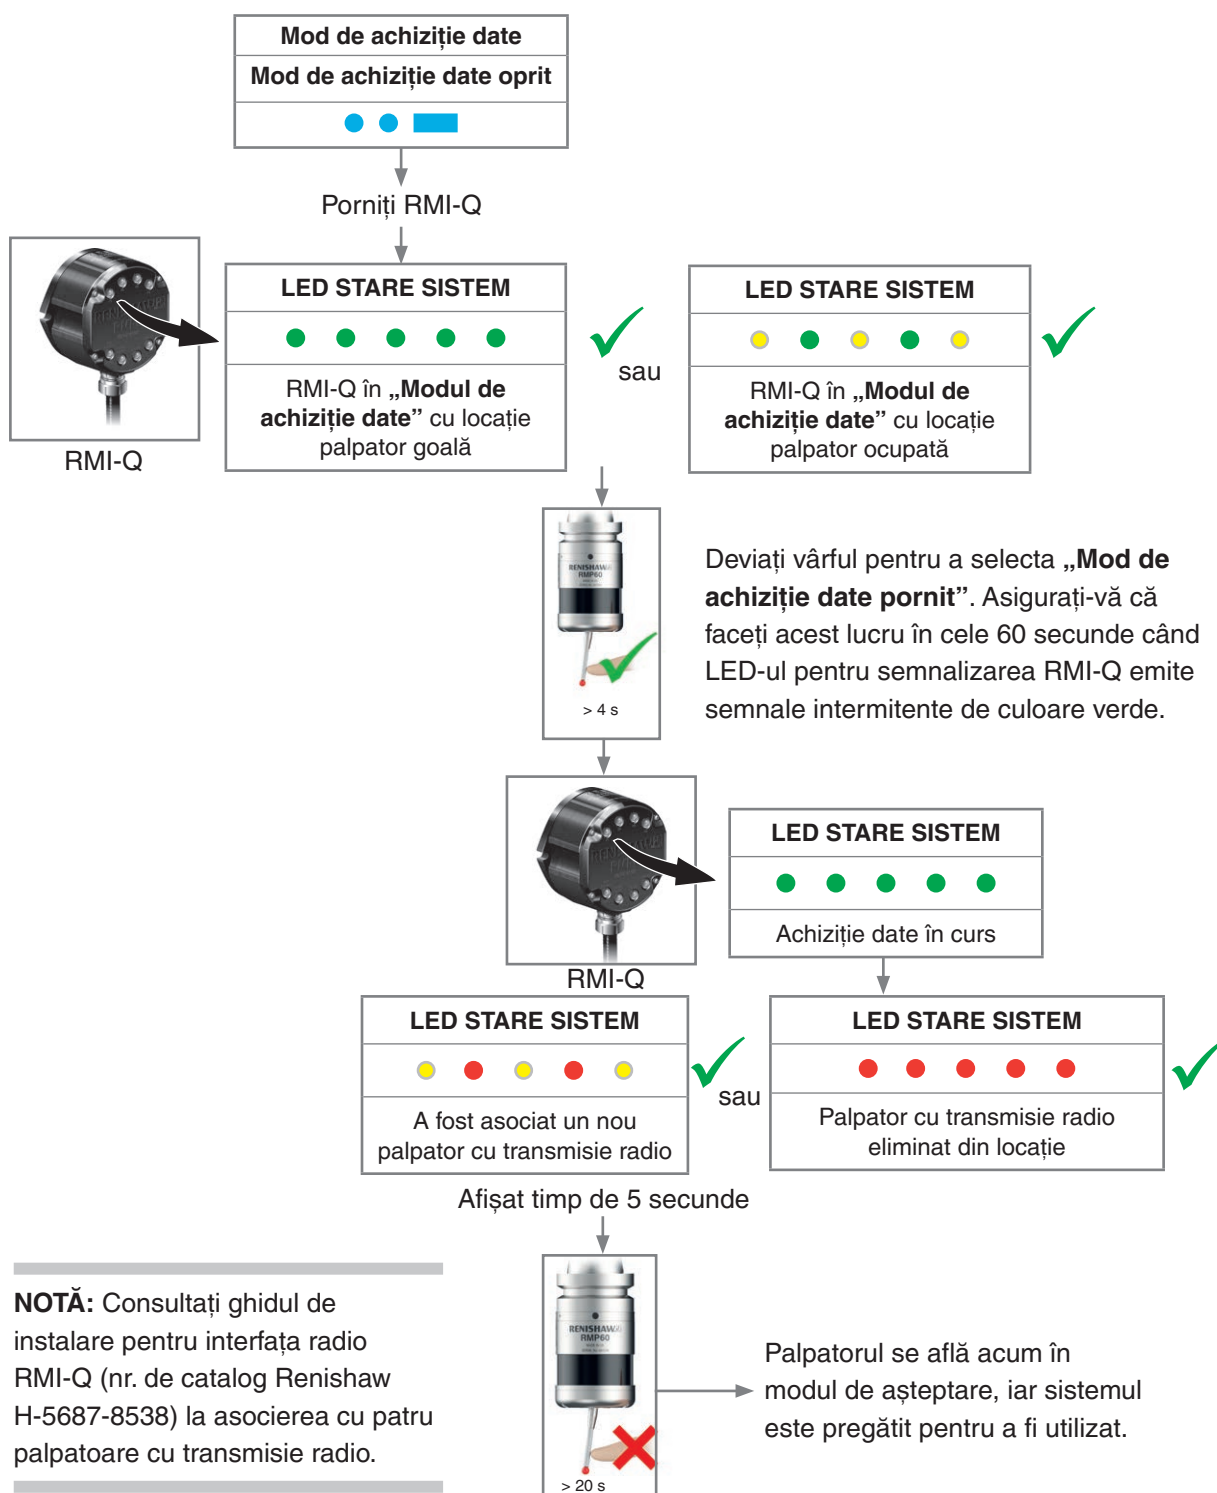 Mod de achiziție date
Mod de achiziție date oprit
Porniți RMI-Q
RMI-Q
LED STARE SISTEM
RMI-Q în „Modul de
achiziție date” cu locație
palpator goală
sau
LED STARE SISTEM
RMI-Q în „Modul de
achiziție date” cu locație
palpator ocupată
RENISHAW
RMP60
> 4 s
Deviați vârful pentru a selecta „Mod de
achiziție date pornit”. Asigurați-vă că
faceți acest lucru în cele 60 secunde când
LED-ul pentru semnalizarea RMI-Q emite
semnale intermitente de culoare verde.
RMI-Q
LED STARE SISTEM
Achiziție date în curs
LED STARE SISTEM
A fost asociat un nou
palpator cu transmisie radio
sau
LED STARE SISTEM
Palpator cu transmisie radio
eliminat din locație
Afișat timp de 5 secunde
NOTĂ: Consultați ghidul de
instalare pentru interfața radio
RMI-Q (nr. de catalog Renishaw
H-5687-8538) la asocierea cu patru
palpatoare cu transmisie radio.
RENISHAW
RMP60
> 20 s
Palpatorul se află acum în
modul de așteptare, iar sistemul
este pregătit pentru a fi utilizat.